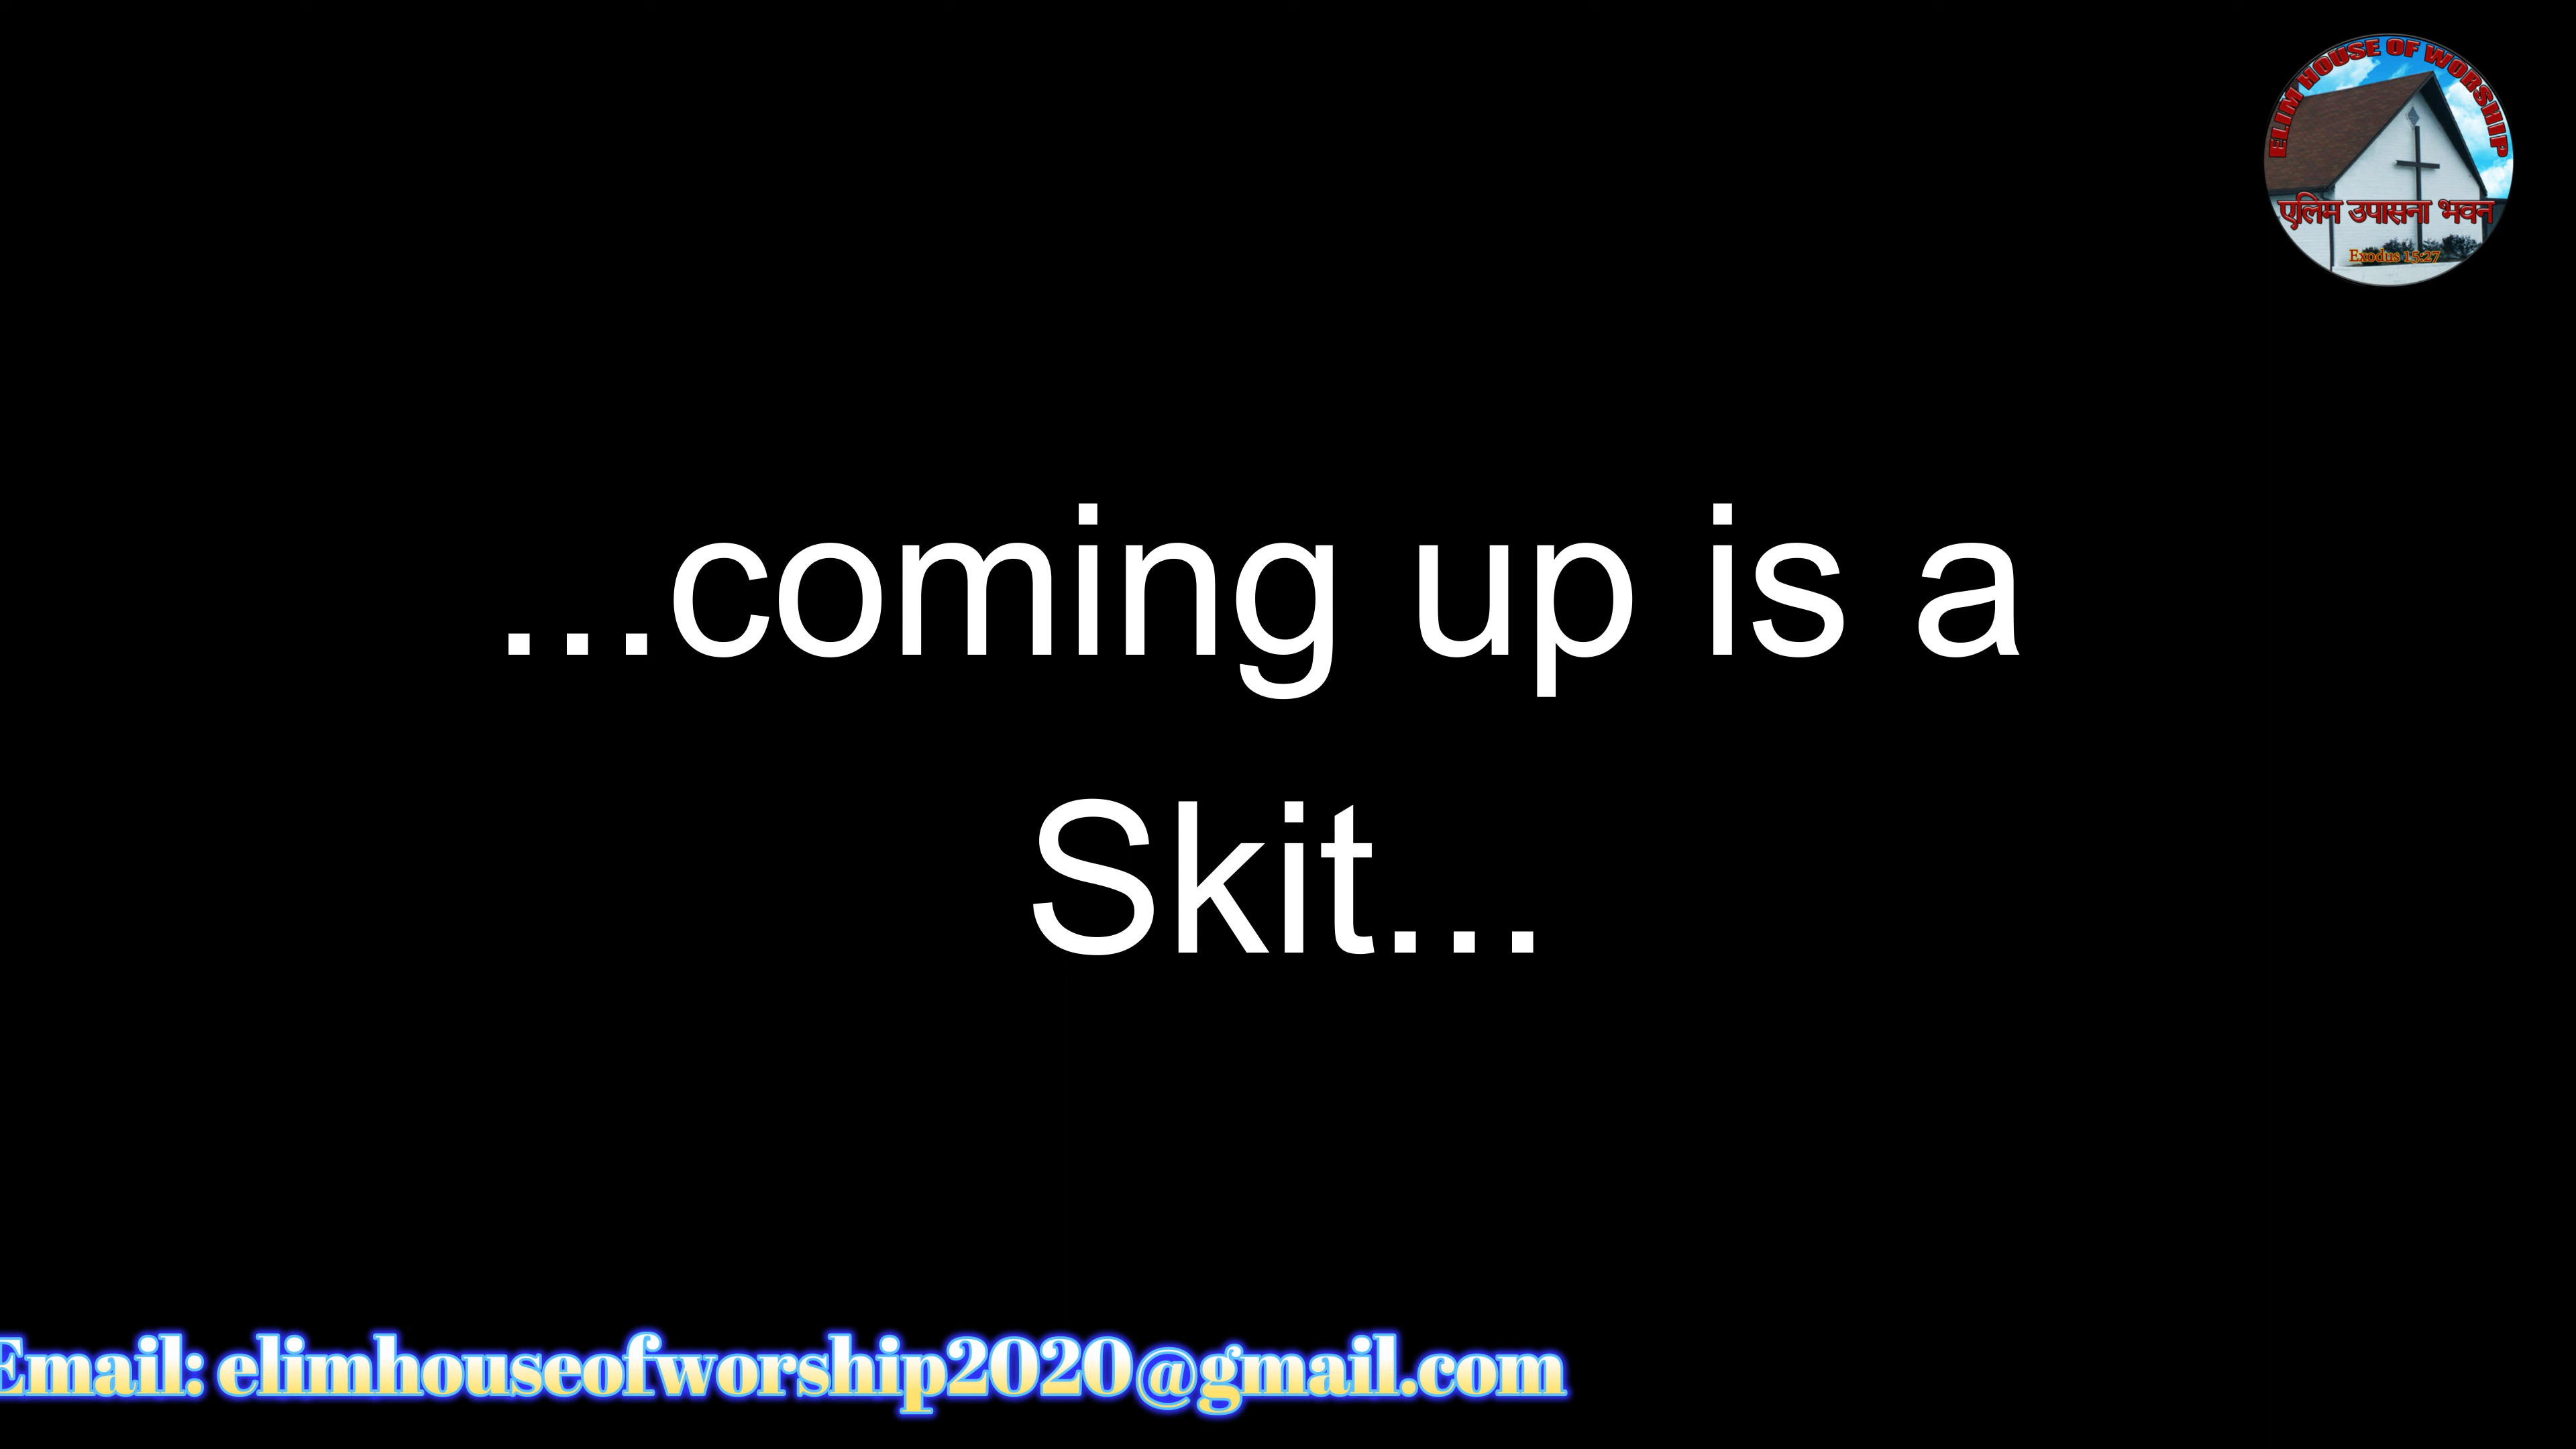 ELIM HOUSE OF WORSHIP
एलिम उपासना भवन
Exodus 15:27
...coming up is a
Skit...
Email: elimhouseofworship2020@gmail.com